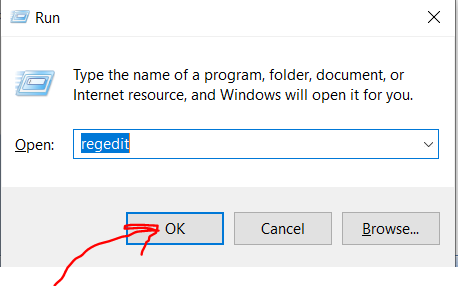 Run
Type the name of a program, folder, document, or
Internet resource, and Windows will open it for you.
Open: regedit
OK Cancel Browse...